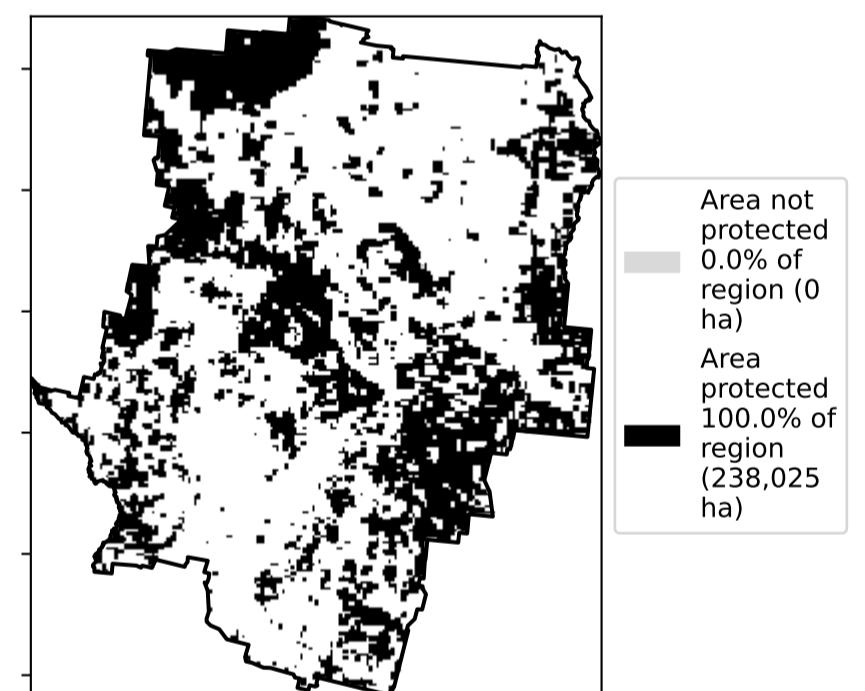 Area not
protected
0.0% of
region (0
ha)
Area
protected
100.0% of
region
(238,025
ha)